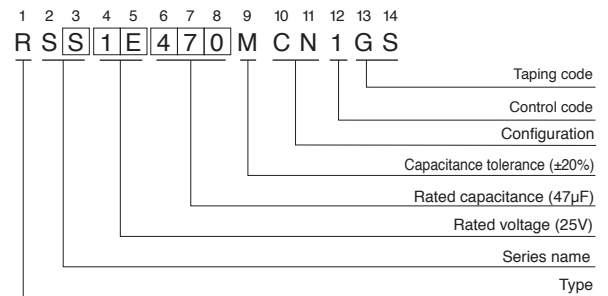 1 2 3 4 5 6 7 8 9 10 11 12 13 14
R S S 1 E 4 7 0 M C N 1 G S
Taping code
Control code
Configuration
Capacitance tolerance (±20%)
Rated capacitance (47µF)
Rated voltage (25V)
Series name
Type